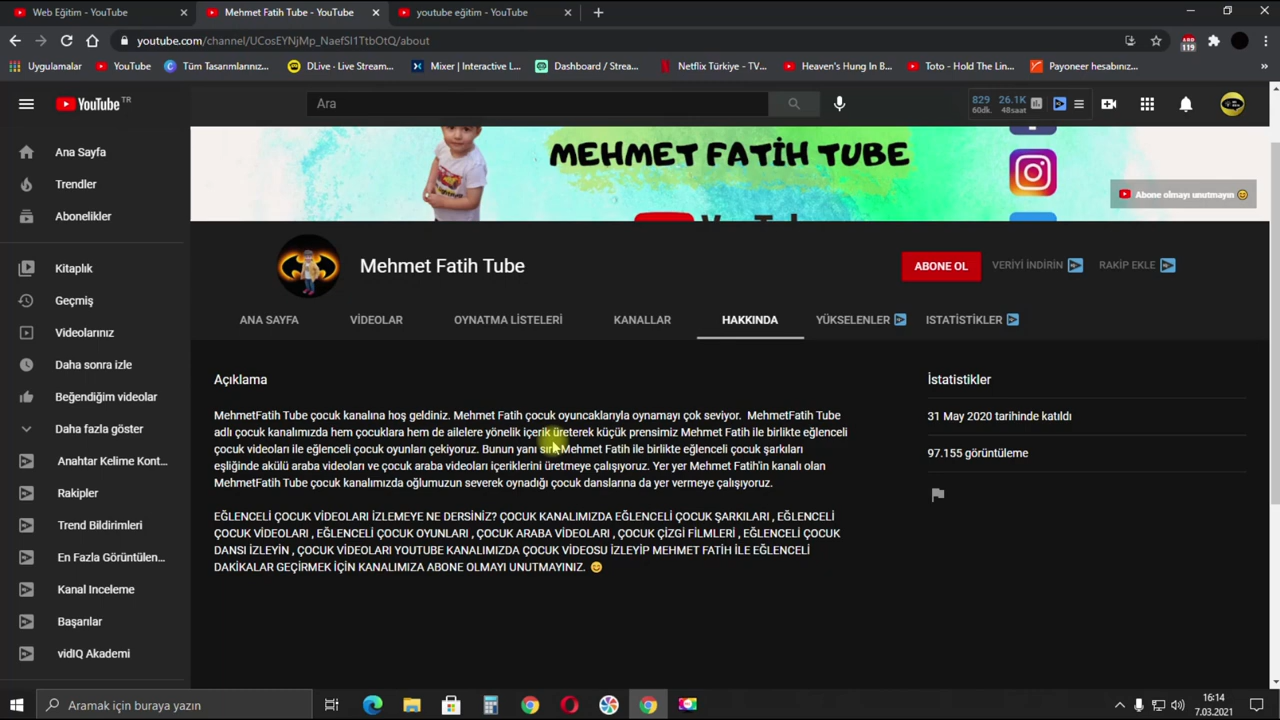 Web Eğitim - YouTube
Mehmet Fatih Tube - YouTube
youtube eğitim - YouTube
youtube.com/channel/UCosEYNjMp_NaefSI1TtbOtQ/about
119
Uygulamalar
YouTube
Tüm Tasarımlarınız...
DLive · Live Stream...
Mixer | Interactive L...
Dashboard / Strea...
Netflix Türkiye - TV...
Heaven's Hung In B...
Toto - Hold The Lin...
Payoneer hesabınız...
YouTube TR
Ara
829 26.1K
60dk. 48saat
Ana Sayfa
Trendler
Abonelikler
Kitaplık
Geçmiş
Videolarınız
Daha sonra izle
Beğendiğim videolar
Daha fazla göster
Anahtar Kelime Kont...
Rakipler
Trend Bildirimleri
En Fazla Görüntülen...
Kanal Inceleme
Başarılar
vidIQ Akademi
MEHMET FATİH TUBE
Abone olmayı unutmayın
Mehmet Fatih Tube
ABONE OL
VERİYİ İNDİRİN
RAKİP EKLE
ANA SAYFA
VİDEOLAR
OYNATMA LİSTELERİ
KANALLAR
HAKKINDA
YÜKSELENLER
ISTATİSTİKLER
Açıklama
MehmetFatih Tube çocuk kanalına hoş geldiniz. Mehmet Fatih çocuk oyuncaklarıyla oynamayı çok seviyor. MehmetFatih Tube
adlı çocuk kanalımızda hem çocuklara hem de ailelere yönelik içerik üreterek küçük prensimiz Mehmet Fatih ile birlikte eğlenceli
çocuk videoları ile eğlenceli çocuk oyunları çekiyoruz. Bunun yanı sıra Mehmet Fatih ile birlikte eğlenceli çocuk şarkıları
eşliğinde akülü araba videoları ve çocuk araba videoları içeriklerini üretmeye çalışıyoruz. Yer yer Mehmet Fatih'in kanalı olan
MehmetFatih Tube çocuk kanalımızda oğlumuzun severek oynadığı çocuk danslarına da yer vermeye çalışıyoruz.
EĞLENCELİ ÇOCUK VİDEOLARI İZLEMEYE NE DERSİNİZ? ÇOCUK KANALIMIZDA EĞLENCELİ ÇOCUK ŞARKILARI , EĞLENCELİ
ÇOCUK VİDEOLARI , EĞLENCELİ ÇOCUK OYUNLARI , ÇOCUK ARABA VİDEOLARI , ÇOCUK ÇİZGİ FİLMLERİ , EĞLENCELİ ÇOCUK
DANSI İZLEYİN , ÇOCUK VİDEOLARI YOUTUBE KANALIMIZDA ÇOCUK VİDEOSU İZLEYİP MEHMET FATİH İLE EĞLENCELİ
DAKİKALAR GEÇİRMEK İÇİN KANALIMIZA ABONE OLMAYI UNUTMAYINIZ. 😊
İstatistikler
31 May 2020 tarihinde katıldı
97.155 görüntüleme
Aramak için buraya yazın
16:14
7.03.2021